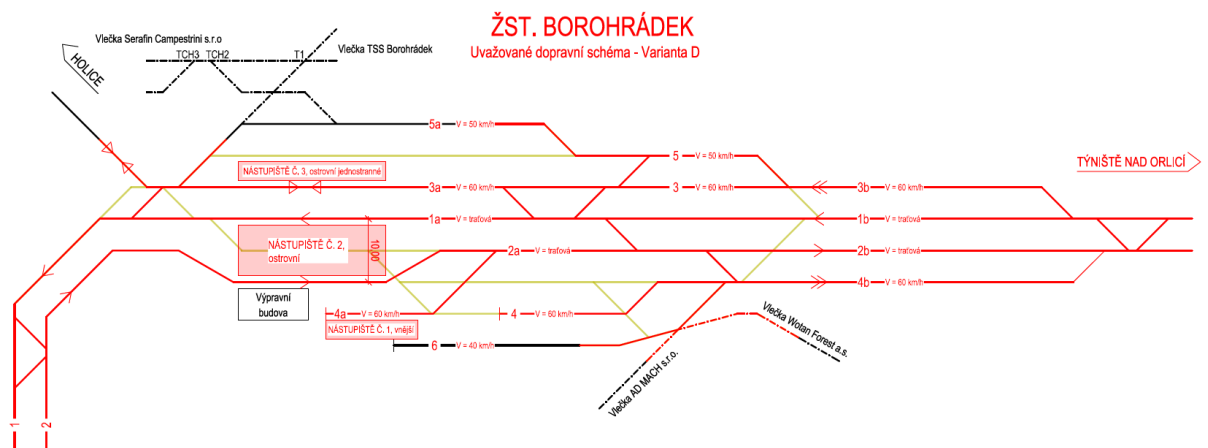 ŽST. BOROHRÁDEK
Uvažované dopravní schéma - Varianta D
Vlečka Serafin Campestrini s.r.o
Vlečka TSS Borohrádek
TCH3
TCH2
T1
HOLICE
5a V = 50 km/h
5 V = 50 km/h
TÝNIŠTĚ NAD ORLICÍ
NÁSTUPIŠTĚ Č, 3, ostrovní jednostranné
3a V = 60 km/h
3 V = 60 km/h
3b V = 60 km/h
1a V = traťová
1b V = traťová
NÁSTUPIŠTĚ Č. 2,
ostrovní
10,00
2a V = traťová
2b V = traťová
4b V = 60 km/h
Výpravní
budova
4a V = 60 km/h
4 V = 60 km/h
NÁSTUPIŠTĚ Č. 1, vnější
6 V = 40 km/h
Vlečka Wotan Forest a.s.
Vlečka AD MACH s.r.o.
1
2